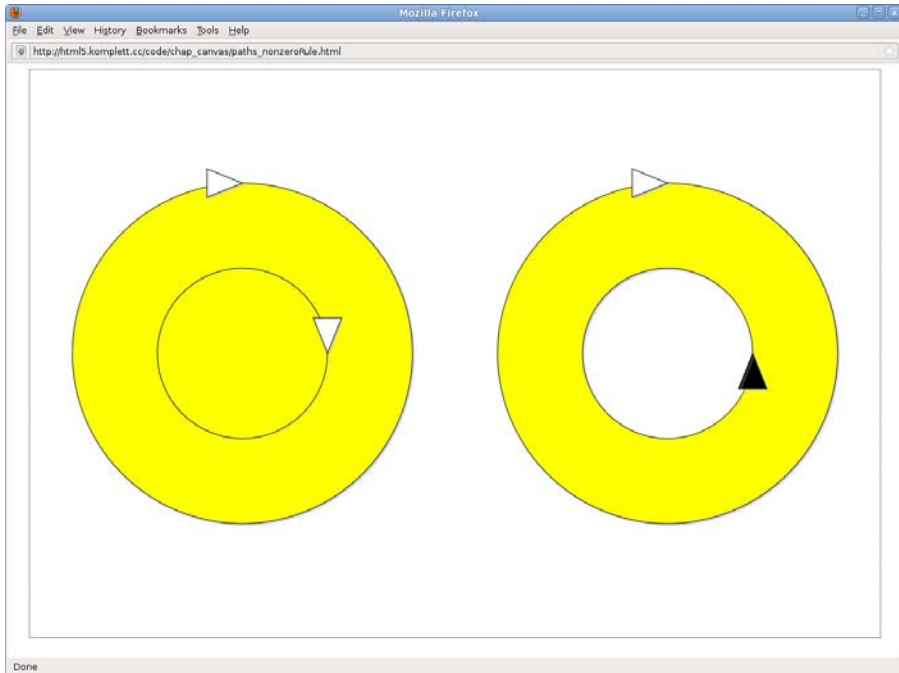 Mozilla Firefox
File Edit View History Bookmarks Tools Help
http://html5.komplett.cc/code/chap_canvas/paths_nonzeroRule.html
Done